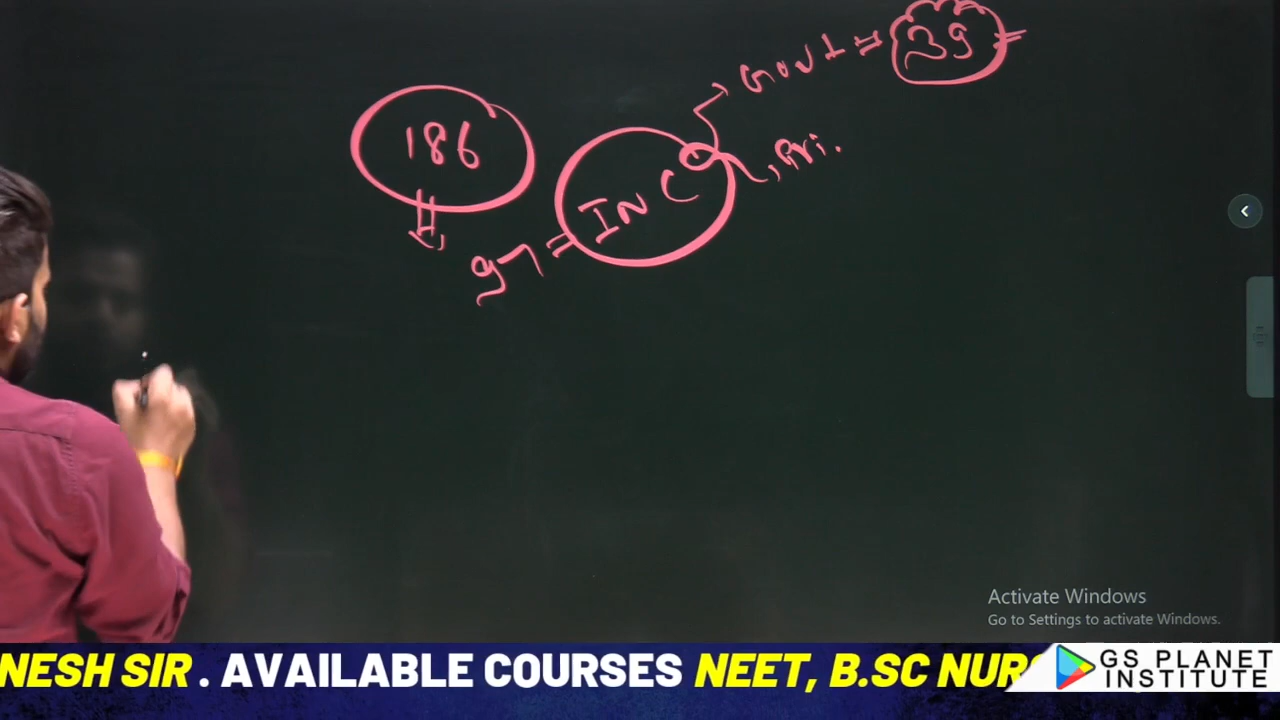 Govt = 39
186
Pri.
97 = INC
Activate Windows
Go to Settings to activate Windows.
NESH SIR . AVAILABLE COURSES NEET, B.SC NUR
GS PLANET
INSTITUTE